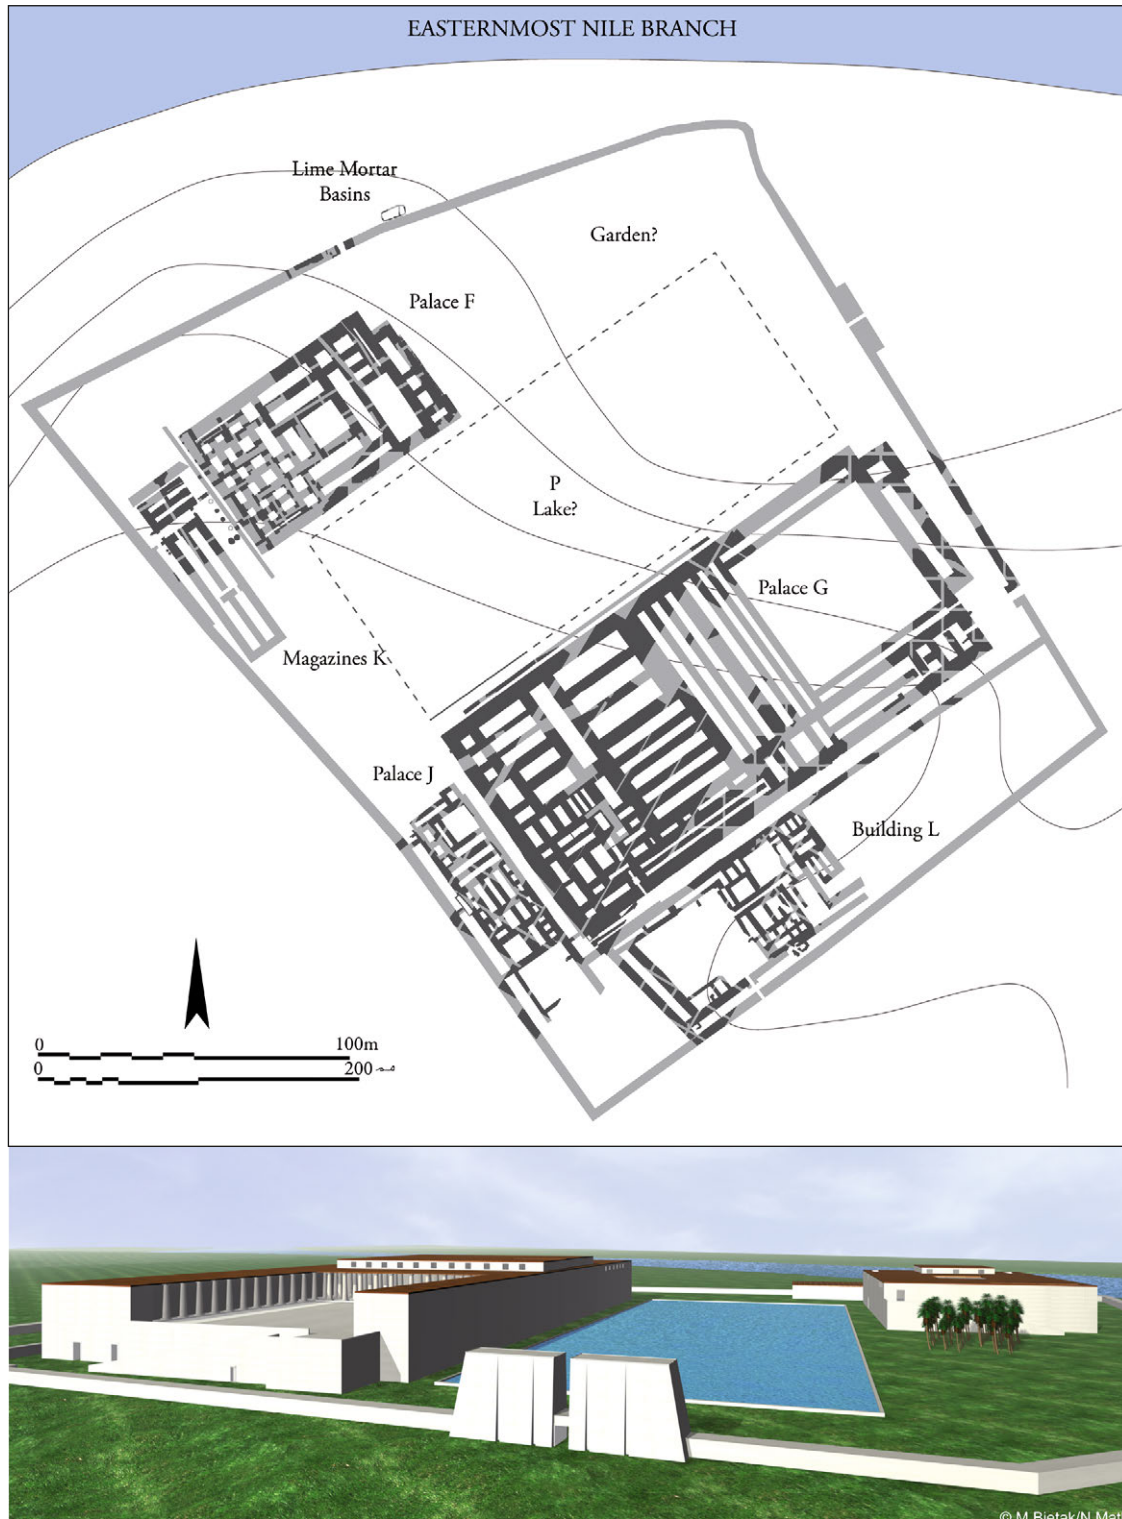 EASTERNMOST NILE BRANCH
Lime Mortar
Basins
Garden?
Palace F
P
Lake?
Palace G
Magazines K
Palace J
Building L
0
100m
0
200
© M.Bietak/N.Mat